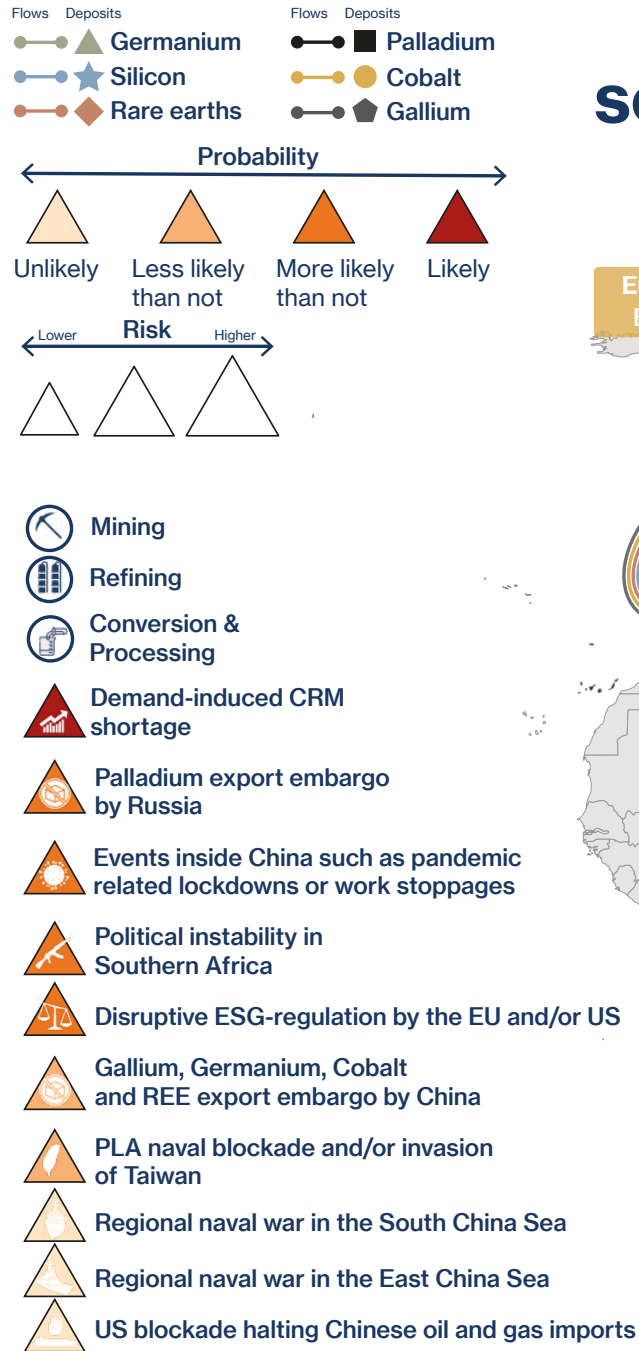 Flows Deposits
Germanium
Silicon
Rare earths
Flows Deposits
Palladium
Cobalt
Gallium
Probability
Unlikely
Less likely
than not
More likely
than not
Likely
Lower Risk Higher
Mining
Refining
Conversion &
Processing
Demand-induced CRM
shortage
Palladium export embargo
by Russia
Events inside China such as pandemic
related lockdowns or work stoppages
Political instability in
Southern Africa
Disruptive ESG-regulation by the EU and/or US
Gallium, Germanium, Cobalt
and REE export embargo by China
PLA naval blockade and/or invasion
of Taiwan
Regional naval war in the South China Sea
Regional naval war in the East China Sea
US blockade halting Chinese oil and gas imports